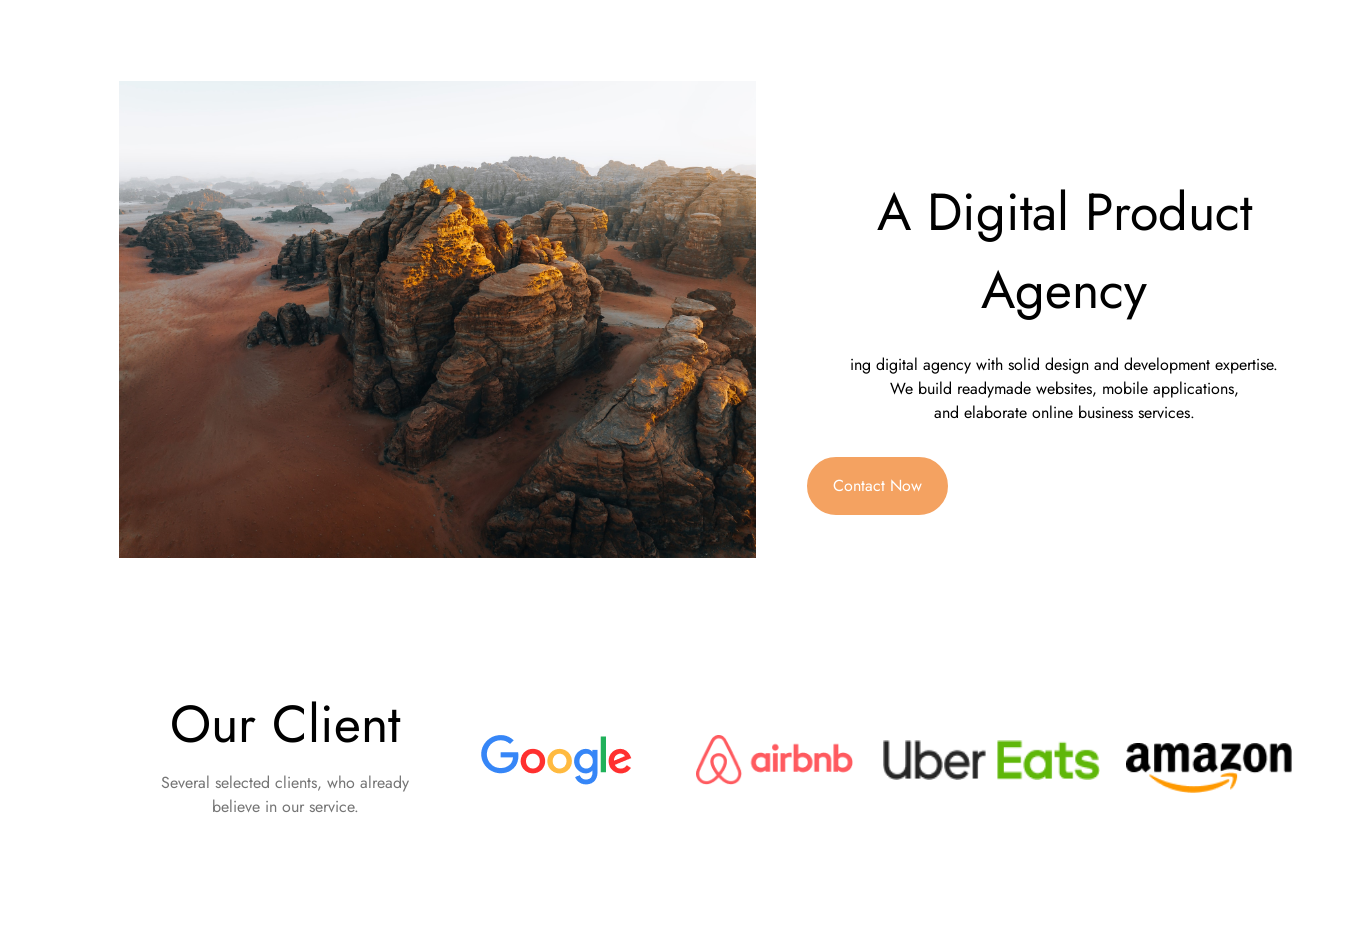 A Digital Product
Agency
ing digital agency with solid design and development expertise.
We build readymade websites, mobile applications,
and elaborate online business services.
Contact Now
Our Client
Several selected clients, who already
believe in our service.
Google
airbnb
Uber Eats
amazon